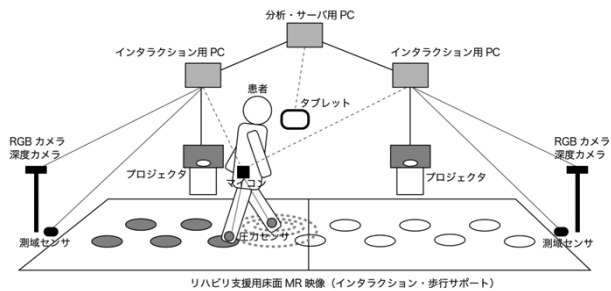 分析・サーバ用 PC
インタラクション用 PC
インタラクション用 PC
患者
タブレット
RGB カメラ
深度カメラ
RGB カメラ
深度カメラ
プロジェクタ
マイコン
プロジェクタ
測域センサ
圧力センサ
測域センサ
リハビリ支援用床面 MR 映像（インタラクション・歩行サポート）